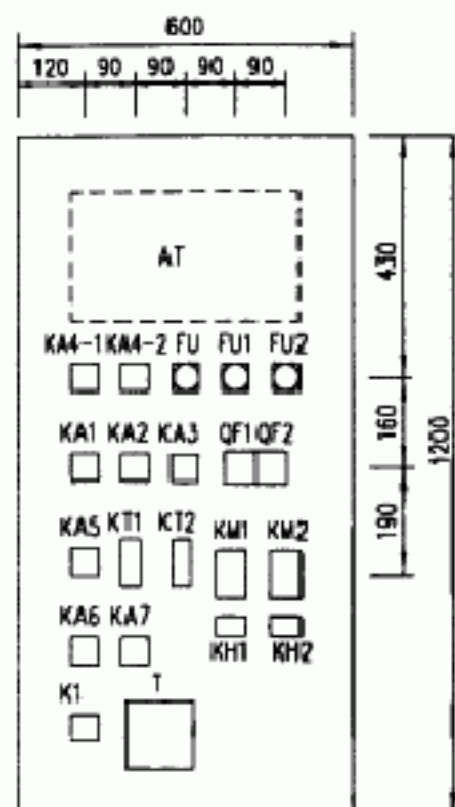 600
120 90 90 90 90
AT
430
KA4-1 KA4-2 FU FU1 FU2
KA1 KA2 KA3 QF1 QF2
160
1200
190
KA5 KT1 KT2 KM1 KM2
KA6 KA7 KH1 KH2
K1 T